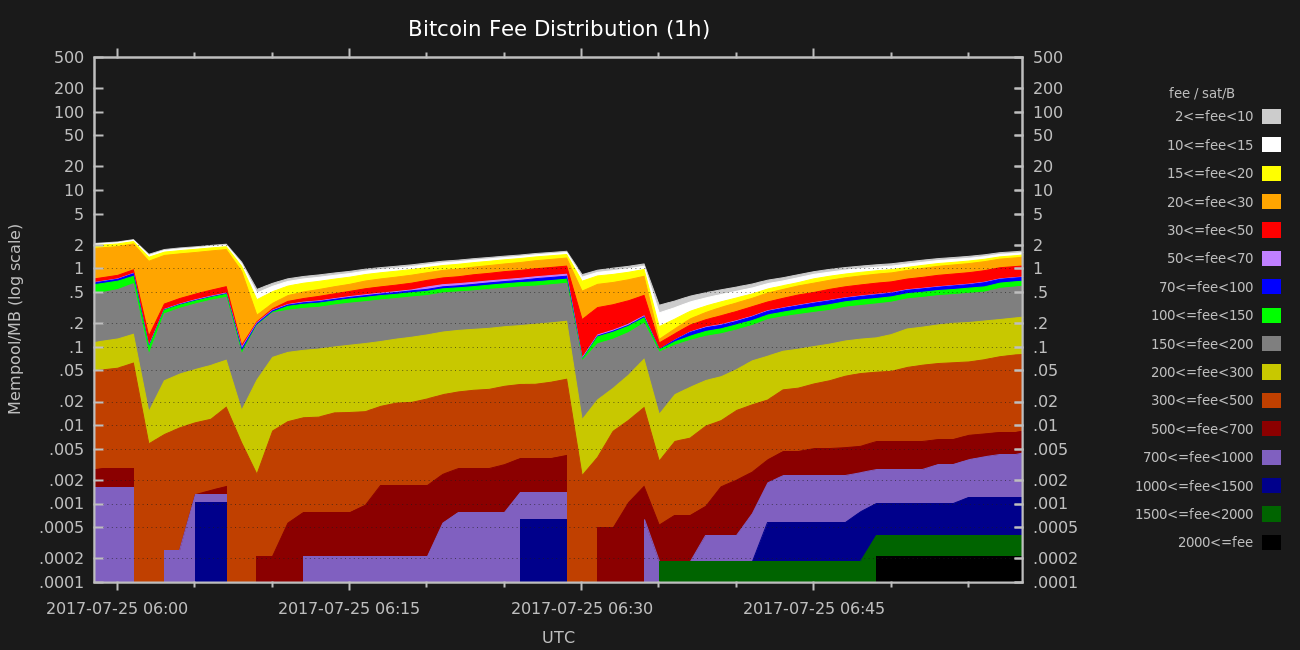 Bitcoin Fee Distribution (1h)
Mempool/MB (log scale)
500
200
100
50
20
10
5
2
1
.5
.2
.1
.05
.02
.01
.005
.002
.001
.0005
.0002
.0001
500
200
100
50
20
10
5
2
1
.5
.2
.1
.05
.02
.01
.005
.002
.001
.0005
.0002
.0001
2017-07-25 06:00 2017-07-25 06:15 2017-07-25 06:30 2017-07-25 06:45
UTC
fee / sat/B
2<=fee<10
10<=fee<15
15<=fee<20
20<=fee<30
30<=fee<50
50<=fee<70
70<=fee<100
100<=fee<150
150<=fee<200
200<=fee<300
300<=fee<500
500<=fee<700
700<=fee<1000
1000<=fee<1500
1500<=fee<2000
2000<=fee